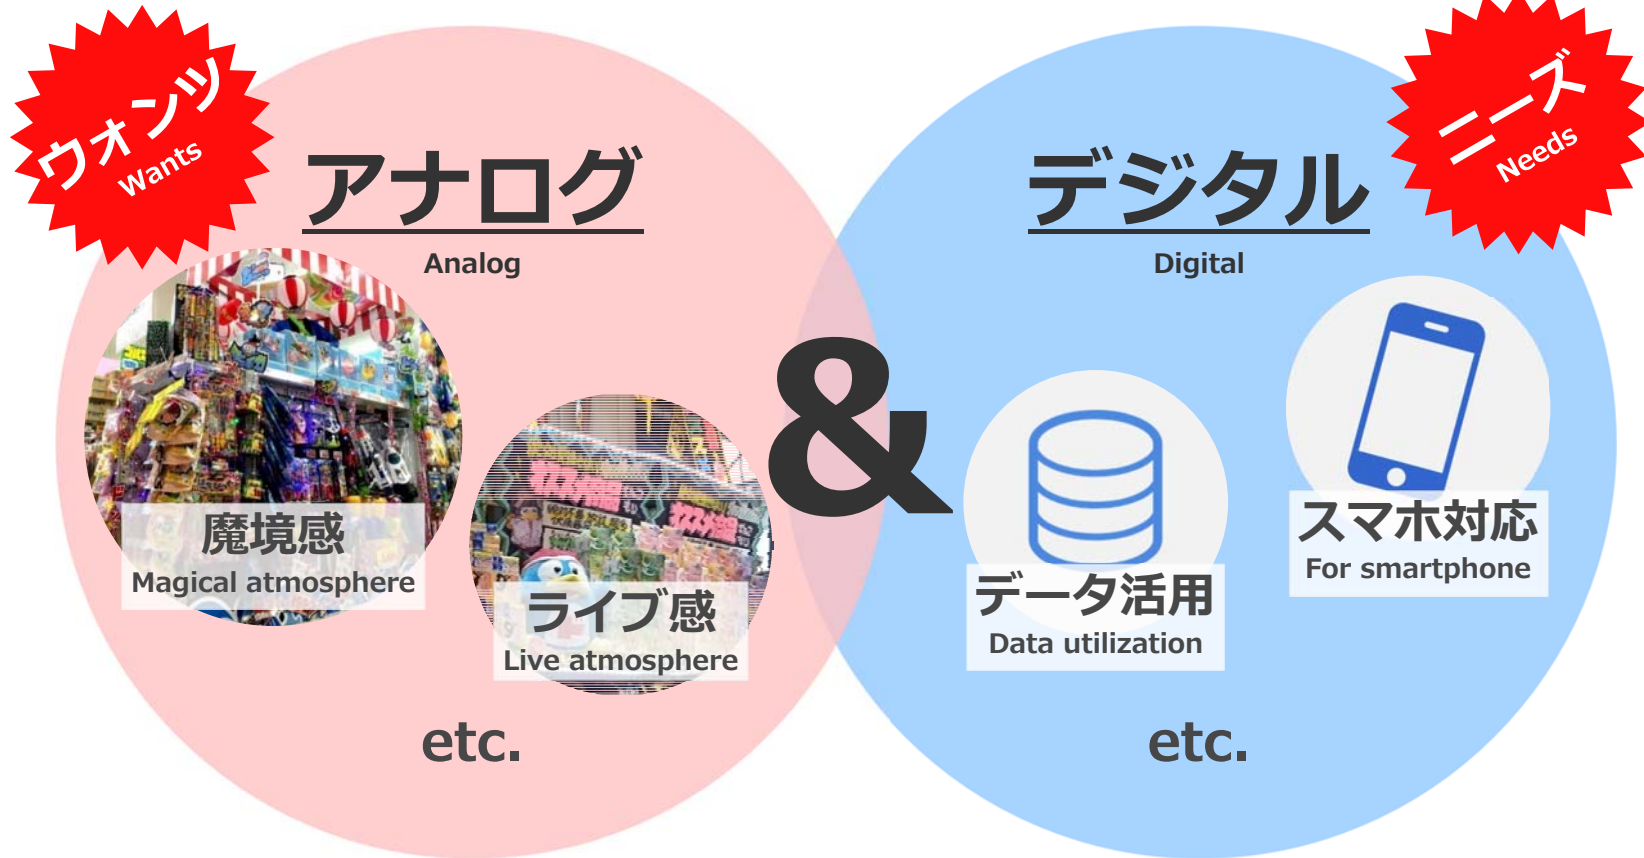 ウォンツ
Wants
アナログ
Analog
魔境感
Magical atmosphere
ライブ感
Live atmosphere
etc.
&
ニーズ
Needs
デジタル
Digital
データ活用
Data utilization
スマホ対応
For smartphone
etc.